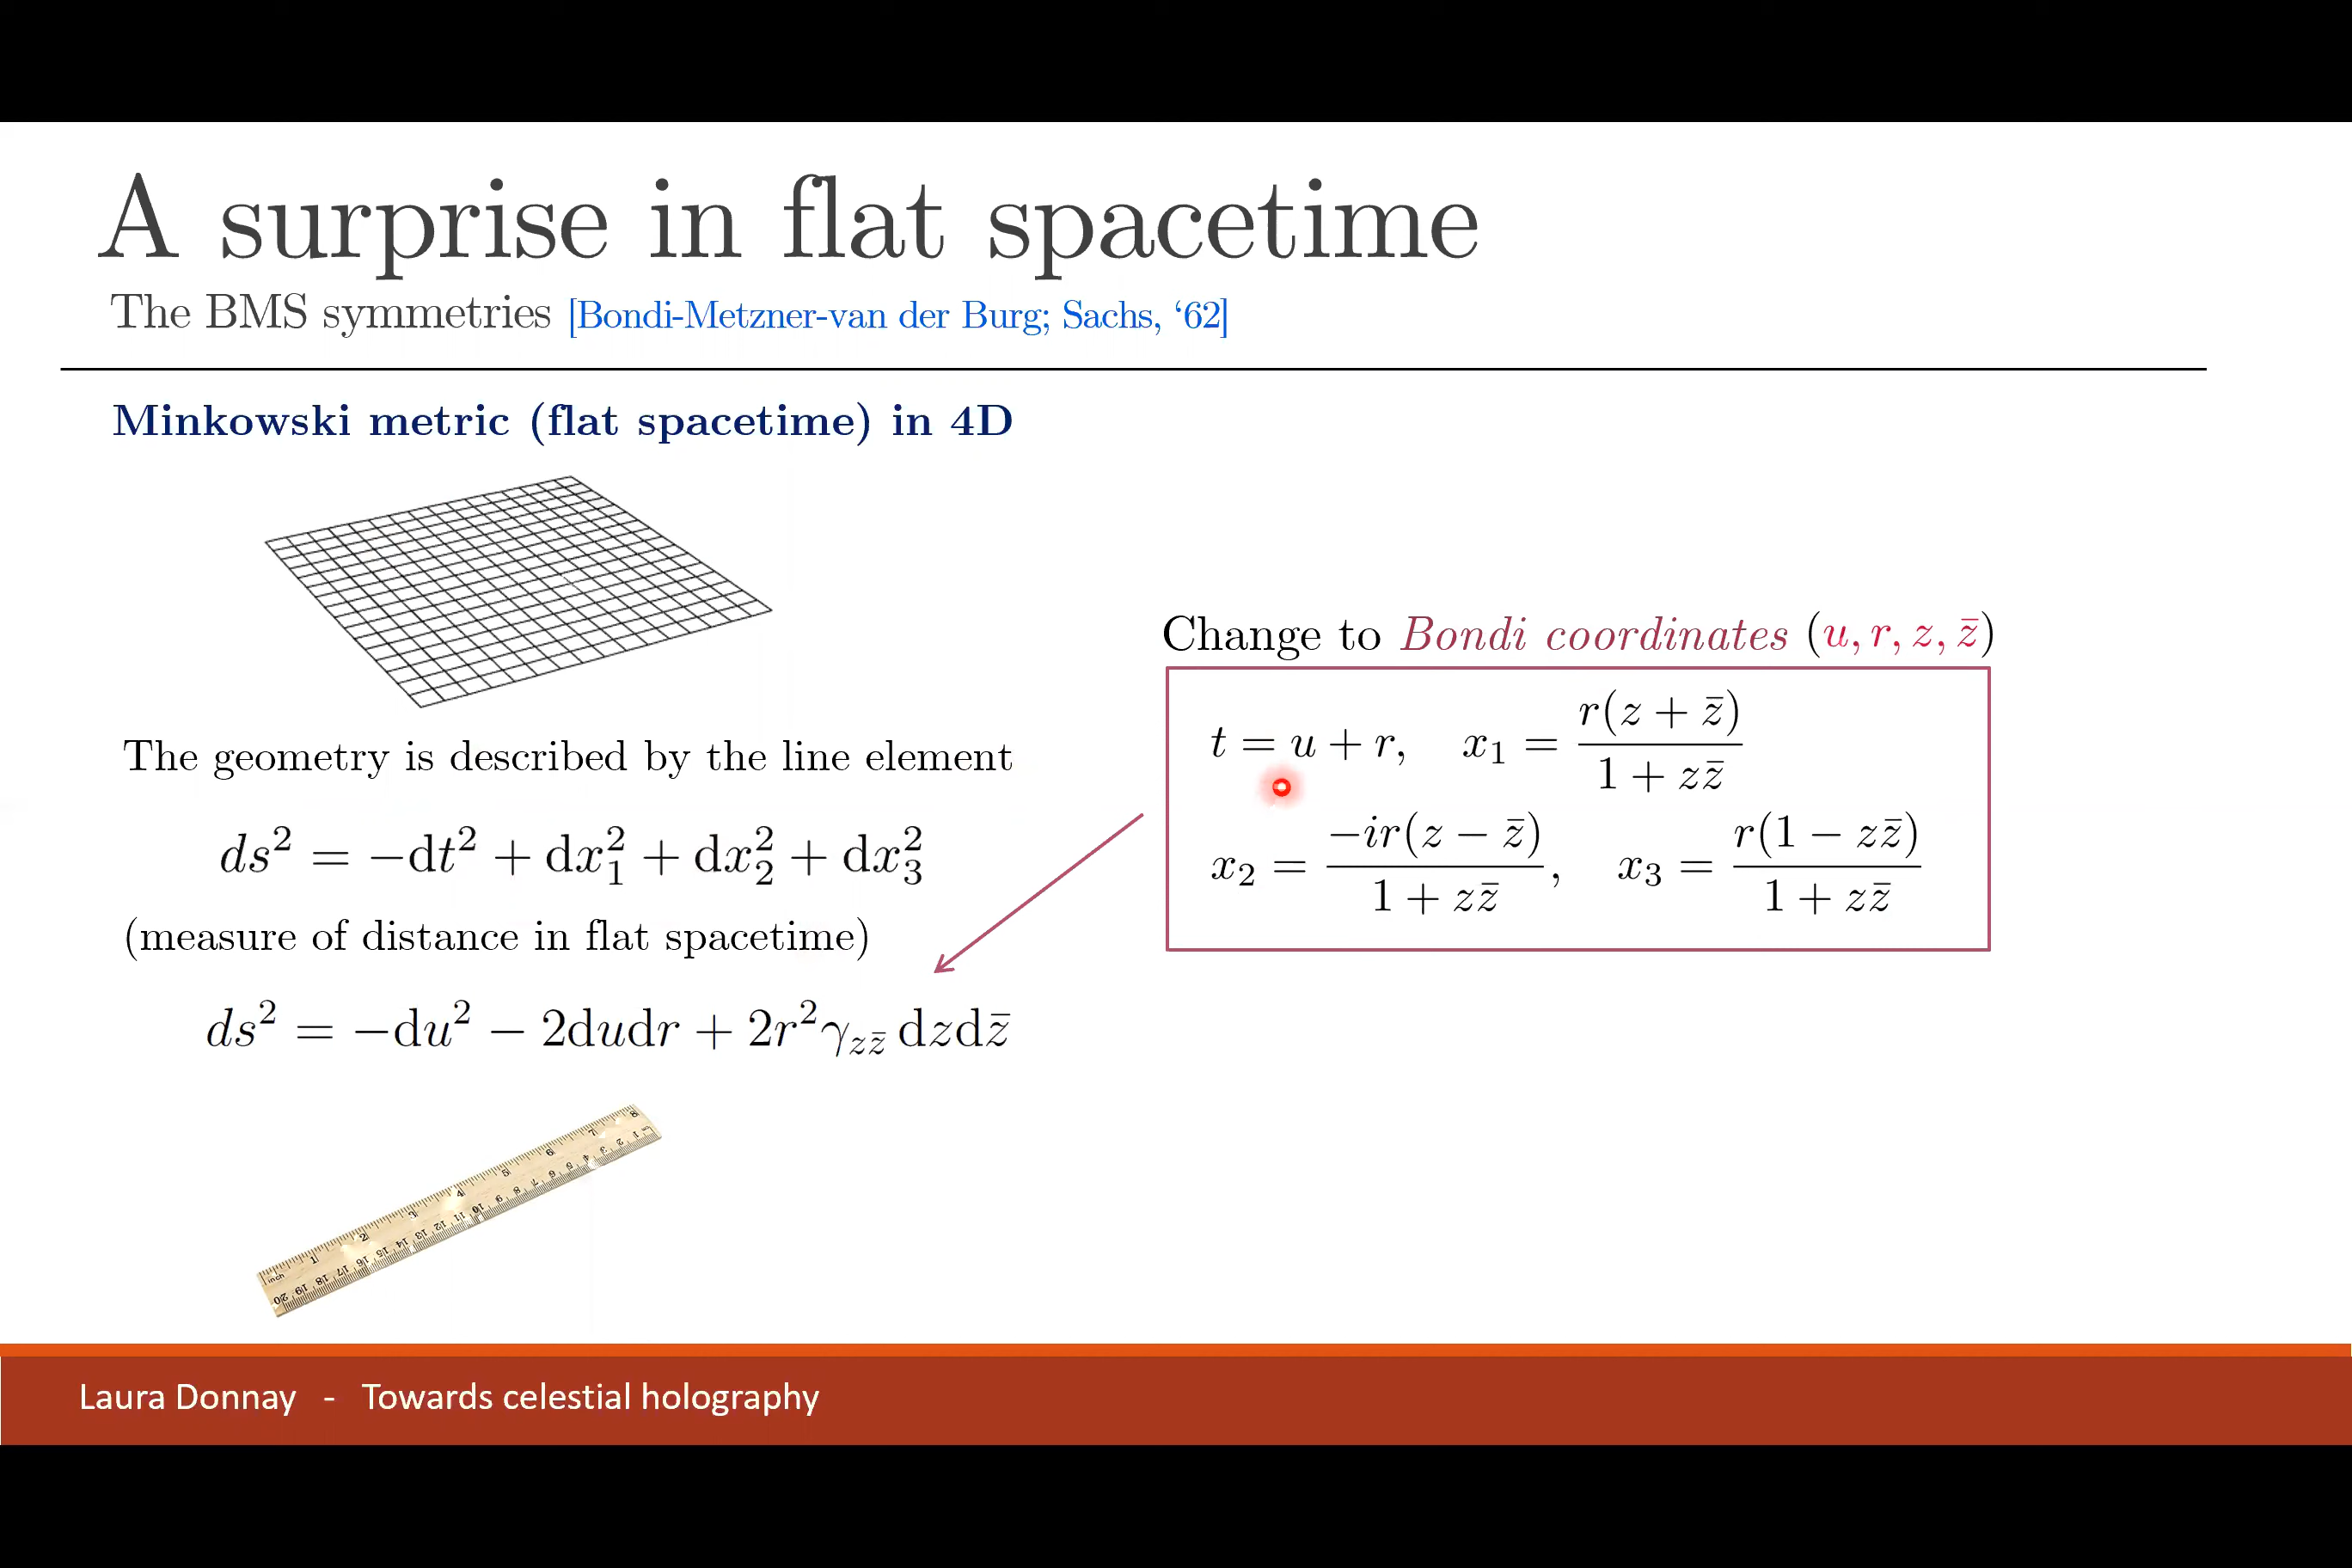 A surprise in flat spacetime
The BMS symmetries [Bondi-Metzner-van der Burg; Sachs, ‘62]
Minkowski metric (flat spacetime) in 4D
The geometry is described by the line element
ds² = −dt² + dx₁² + dx₂² + dx₃²
(measure of distance in flat spacetime)
ds² = −du² − 2dudr + 2r²γ_{zz̄} dzdz̄
Change to Bondi coordinates (u, r, z, z̄)
t = u + r, x₁ = r(z + z̄) / (1 + zz̄)
x₂ = −ir(z − z̄) / (1 + zz̄), x₃ = r(1 − zz̄) / (1 + zz̄)
Laura Donnay - Towards celestial holography